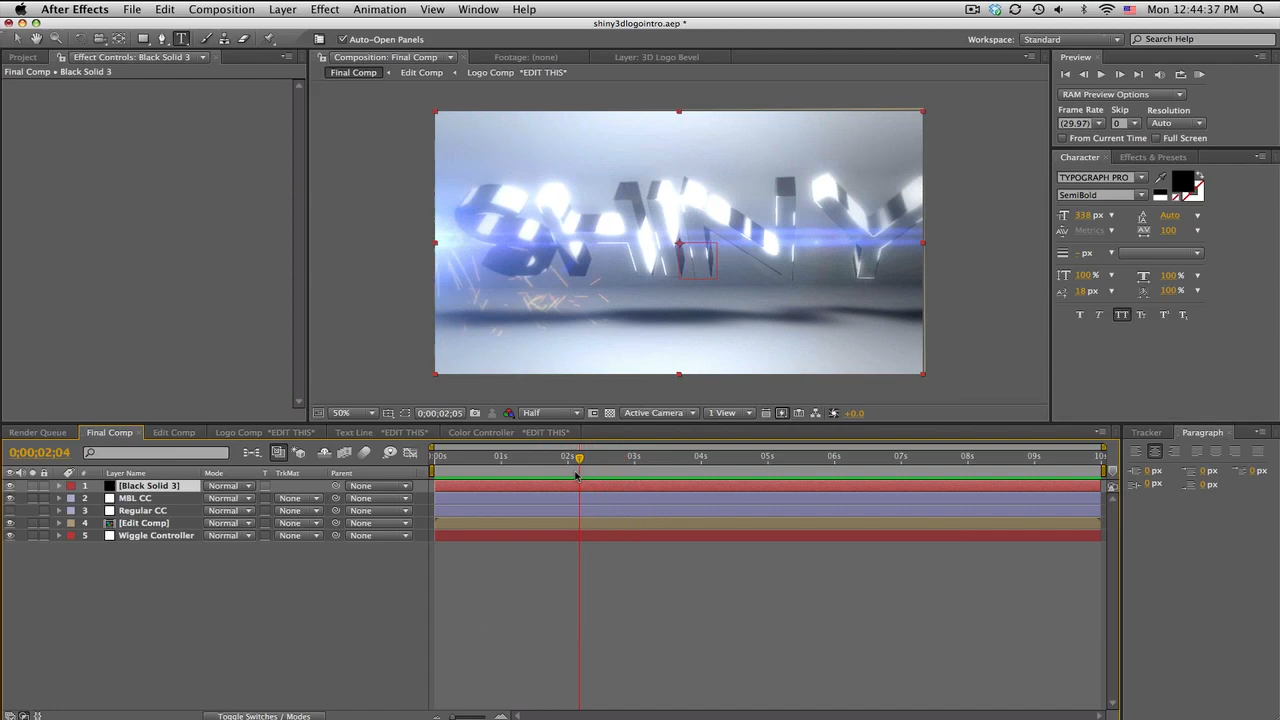 After Effects File Edit Composition Layer Effect Animation View Window Help Mon 12:44:37 PM
shiny3dlogointro.aep *
Auto-Open Panels Workspace: Standard Search Help
Project Effect Controls: Black Solid 3 Composition: Final Comp Footage: (none) Layer: 3D Logo Bevel Preview
Final Comp • Black Solid 3 Final Comp Edit Comp Logo Comp *EDIT THIS*
RAM Preview Options
Frame Rate Skip Resolution
(29.97) 0 Auto
From Current Time Full Screen
Character Effects & Presets
TYPOGRAPH PRO
SemiBold
338 px Auto
Metrics 100
- px
100 % 100 %
18 px 100 %
T T TT Tт T¹ T₁
SHINY
50% 0;00;02;05 Half Active Camera 1 View +0.0
Render Queue Final Comp Edit Comp Logo Comp *EDIT THIS* Text Line *EDIT THIS* Color Controller *EDIT THIS* Tracker Paragraph
0;00;02;04 :00s 01s 02s 03s 04s 05s 06s 07s 08s 09s 10s
# Layer Name Mode T TrkMat Parent
1 [Black Solid 3] Normal None
2 MBL CC Normal None None
3 Regular CC Normal None None
4 [Edit Comp] Normal None None
5 Wiggle Controller Normal None None
0 px 0 px 0 px
0 px 0 px
Toggle Switches / Modes